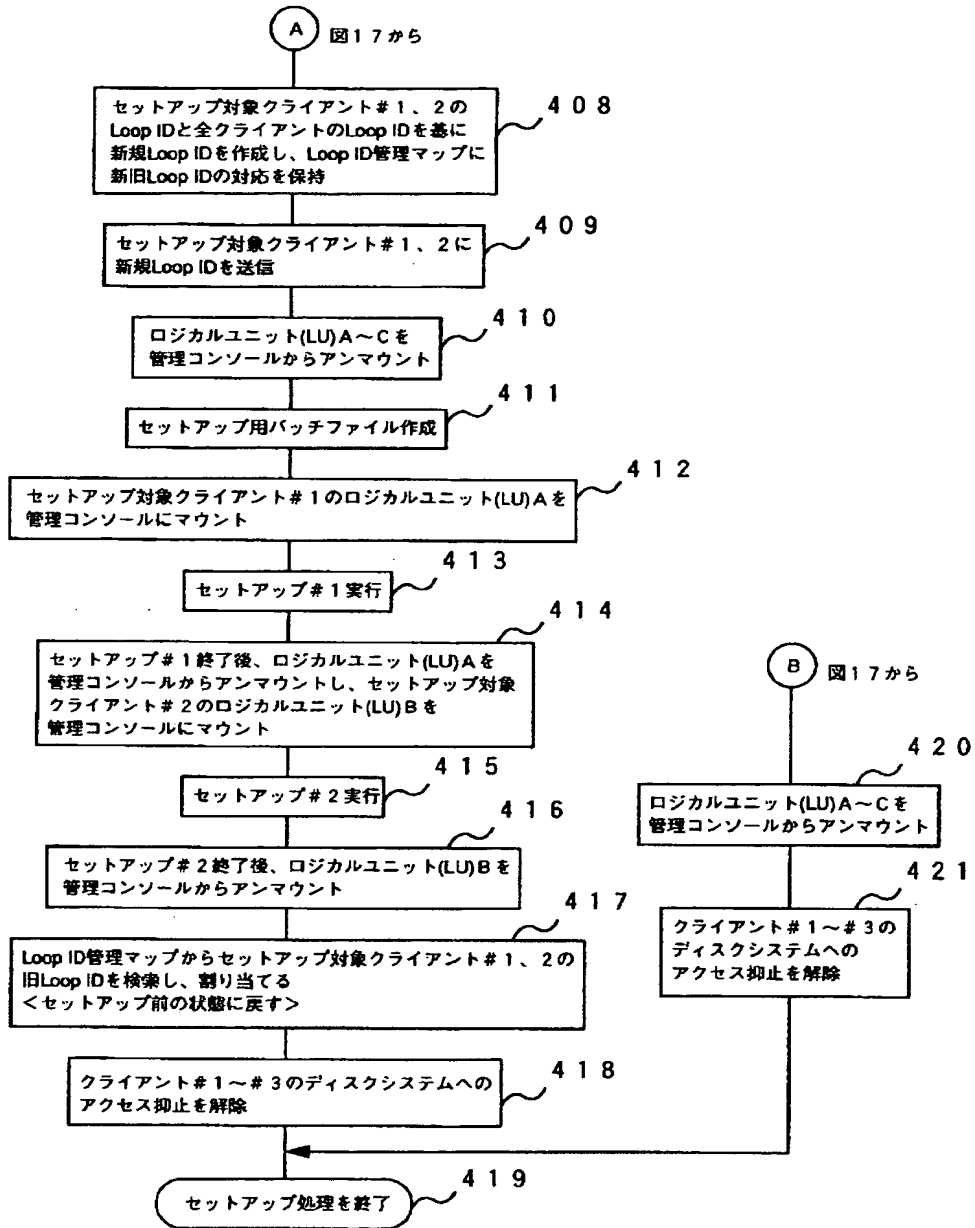 A 図17から
セットアップ対象クライアント#1、2の
Loop IDと全クライアントのLoop IDを基に
新規Loop IDを作成し、Loop ID管理マップに
新旧Loop IDの対応を保持
408
セットアップ対象クライアント#1、2に
新規Loop IDを送信
409
ロジカルユニット(LU)A~Cを
管理コンソールからアンマウント
410
セットアップ用バッチファイル作成
411
セットアップ対象クライアント#1のロジカルユニット(LU)Aを
管理コンソールにマウント
412
セットアップ#1実行
413
セットアップ#1終了後、ロジカルユニット(LU)Aを
管理コンソールからアンマウントし、セットアップ対象
クライアント#2のロジカルユニット(LU)Bを
管理コンソールにマウント
414
セットアップ#2実行
415
セットアップ#2終了後、ロジカルユニット(LU)Bを
管理コンソールからアンマウント
416
Loop ID管理マップからセットアップ対象クライアント#1、2の
旧Loop IDを検索し、割り当てる
<セットアップ前の状態に戻す>
417
クライアント#1~#3のディスクシステムへの
アクセス抑止を解除
418
B 図17から
ロジカルユニット(LU)A~Cを
管理コンソールからアンマウント
420
クライアント#1~#3の
ディスクシステムへの
アクセス抑止を解除
421
セットアップ処理を終了
419